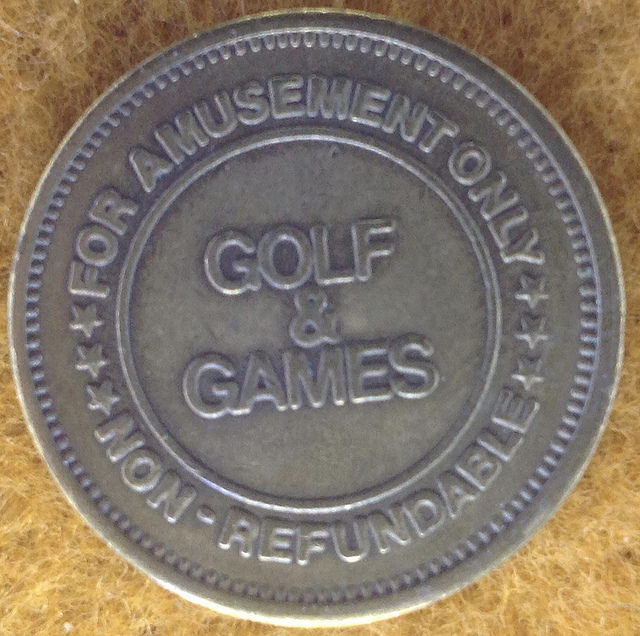 FOR AMUSEMENT ONLY
GOLF
&
GAMES
NON-REFUNDABLE